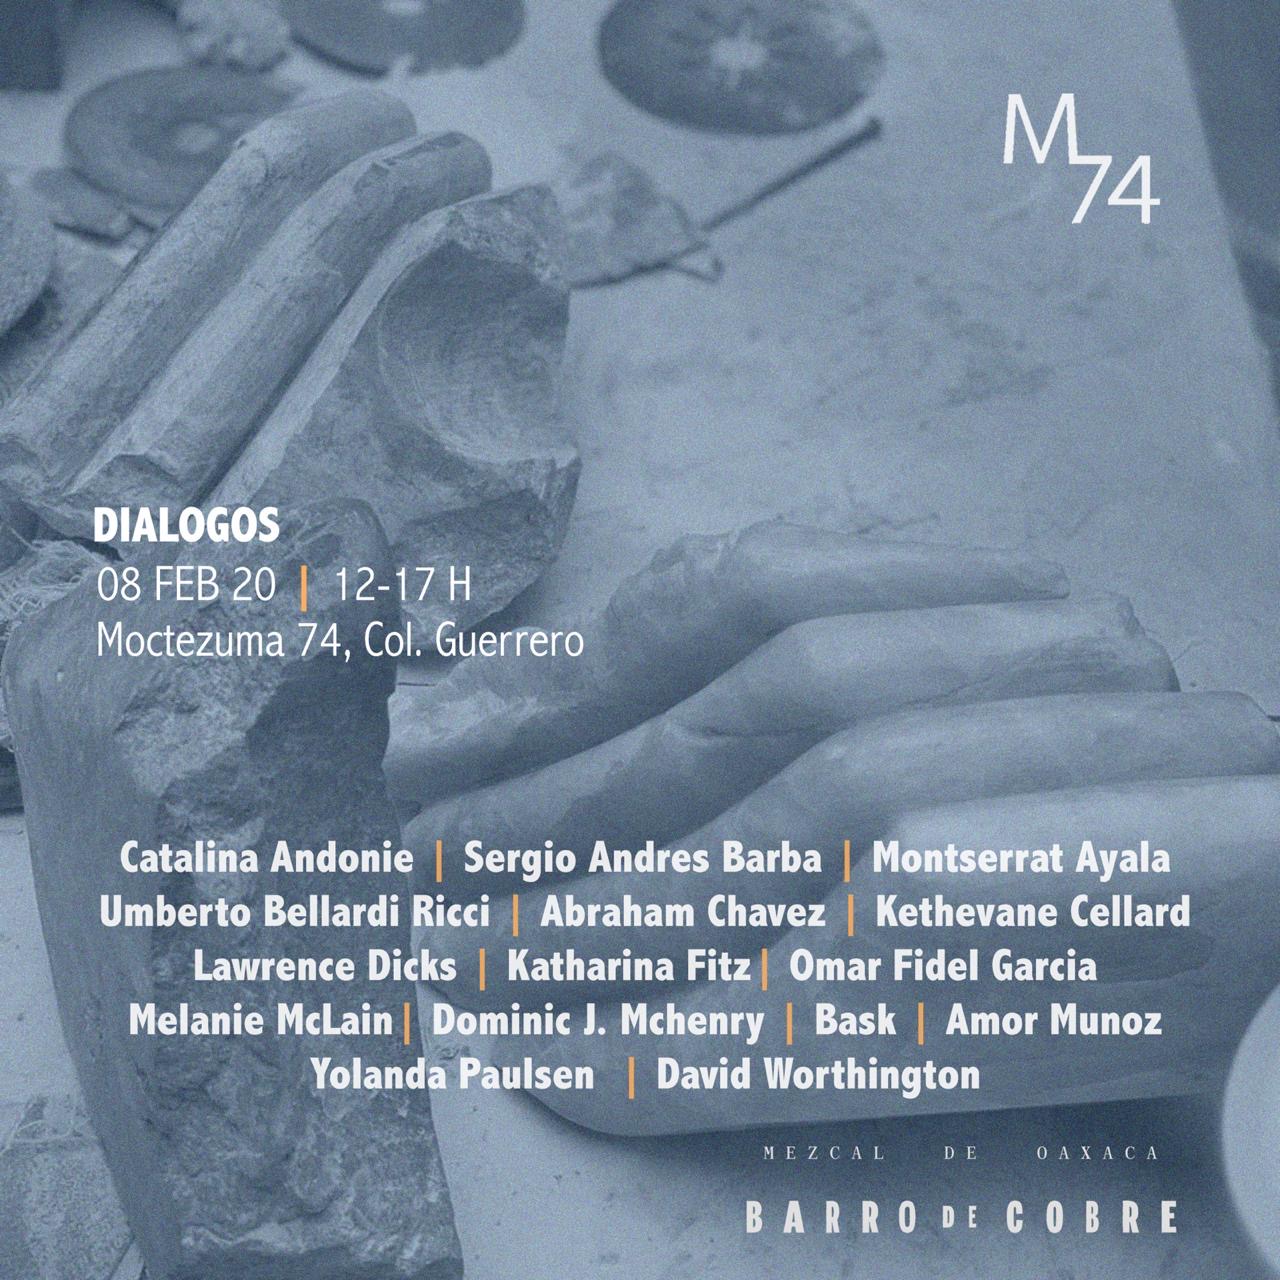 M
74
DIALOGOS
08 FEB 20 | 12-17 H
Moctezuma 74, Col. Guerrero
Catalina Andonie | Sergio Andres Barba | Montserrat Ayala
Umberto Bellardi Ricci | Abraham Chavez | Kethevane Cellard
Lawrence Dicks | Katharina Fitz | Omar Fidel Garcia
Melanie McLain | Dominic J. Mchenry | Bask | Amor Munoz
Yolanda Paulsen | David Worthington
MEZCAL DE OAXACA
BARRO DE COBRE